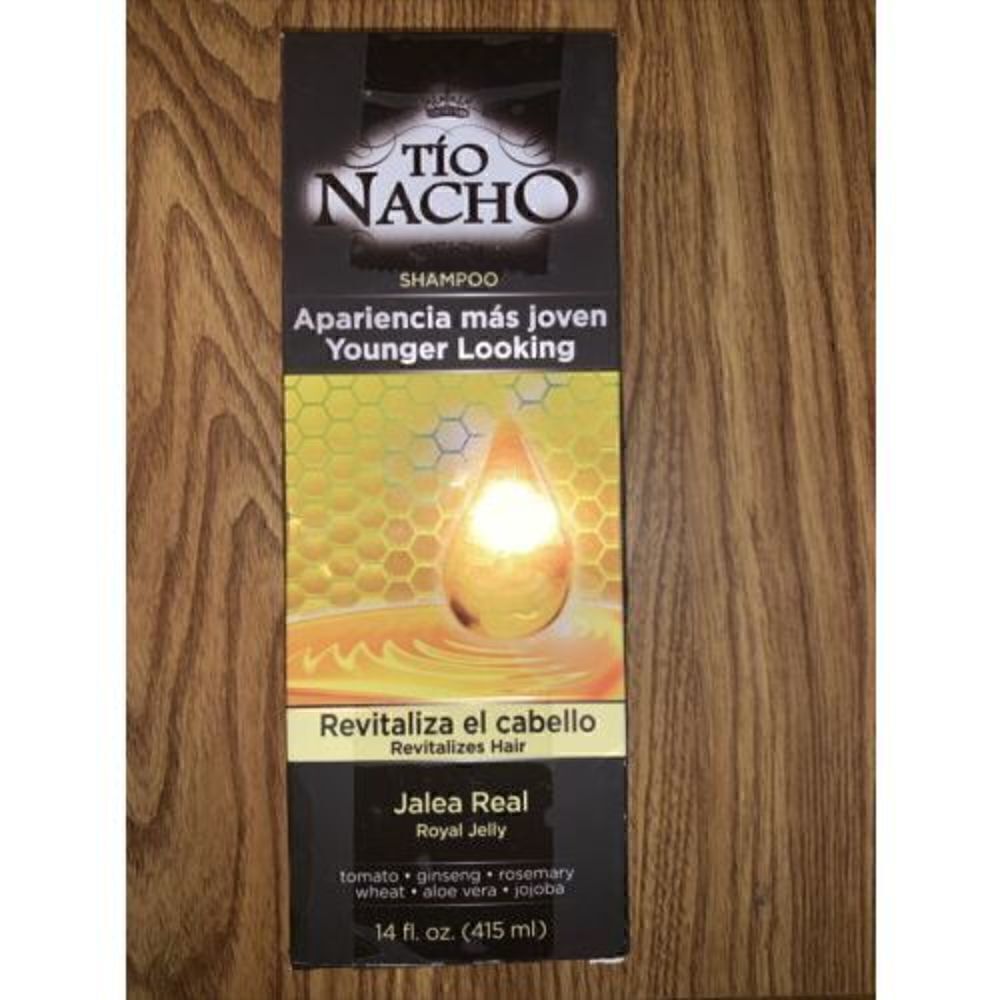 TÍO
NACHO®
SHAMPOO
Apariencia más joven
Younger Looking
Revitaliza el cabello
Revitalizes Hair
Jalea Real
Royal Jelly
tomato • ginseng • rosemary
wheat • aloe vera • jojoba
14 fl. oz. (415 ml)